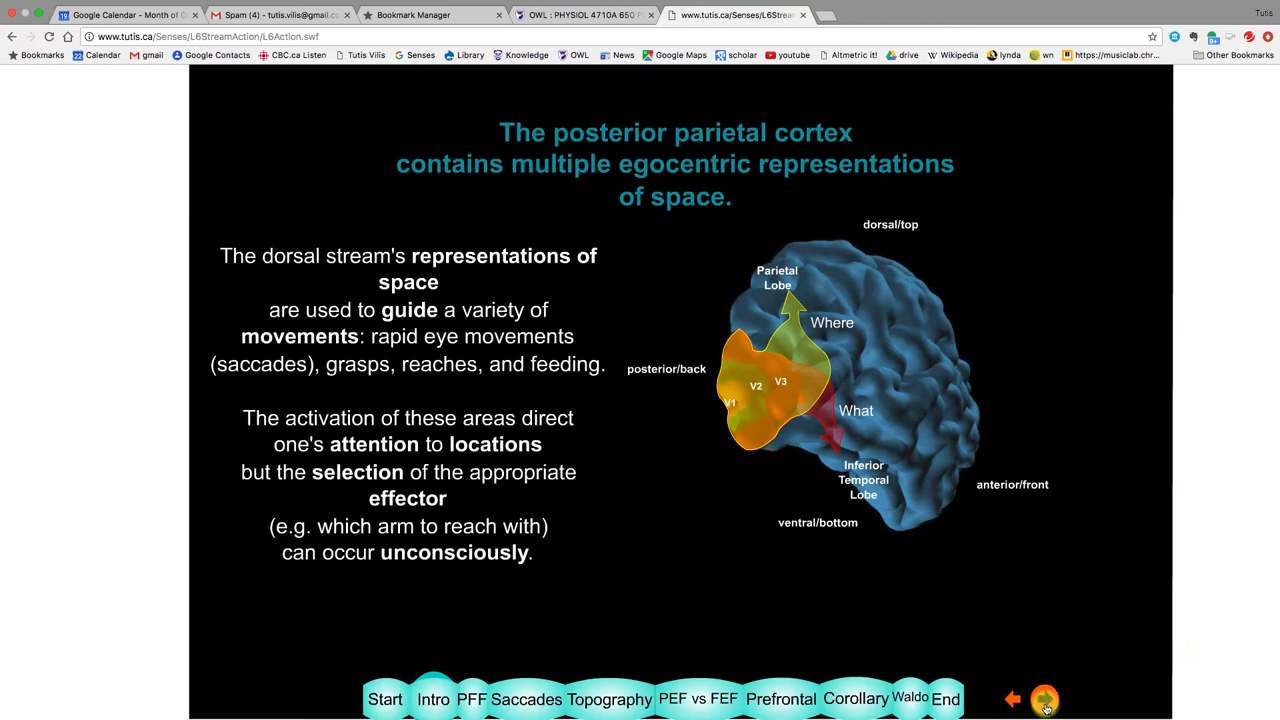 Google Calendar - Month of O
Spam (4) - tutis.vilis@gmail.co
Bookmark Manager
OWL : PHYSIOL 4710A 650 F
www.tutis.ca/Senses/L6Stream
Tutis
www.tutis.ca/Senses/L6StreamAction/L6Action.swf
Bookmarks
Calendar
gmail
Google Contacts
CBC.ca Listen
Tutis Vilis
Senses
Library
Knowledge
OWL
News
Google Maps
scholar
youtube
Altmetric it!
drive
Wikipedia
lynda
wn
https://musiclab.chr...
Other Bookmarks
The posterior parietal cortex
contains multiple egocentric representations
of space.
The dorsal stream's representations of
space
are used to guide a variety of
movements: rapid eye movements
(saccades), grasps, reaches, and feeding.
The activation of these areas direct
one's attention to locations
but the selection of the appropriate
effector
(e.g. which arm to reach with)
can occur unconsciously.
dorsal/top
Parietal
Lobe
Where
posterior/back
V1
V2
V3
What
Inferior
Temporal
Lobe
anterior/front
ventral/bottom
Start
Intro
PFF
Saccades
Topography
PEF vs FEF
Prefrontal
Corollary
Waldo
End